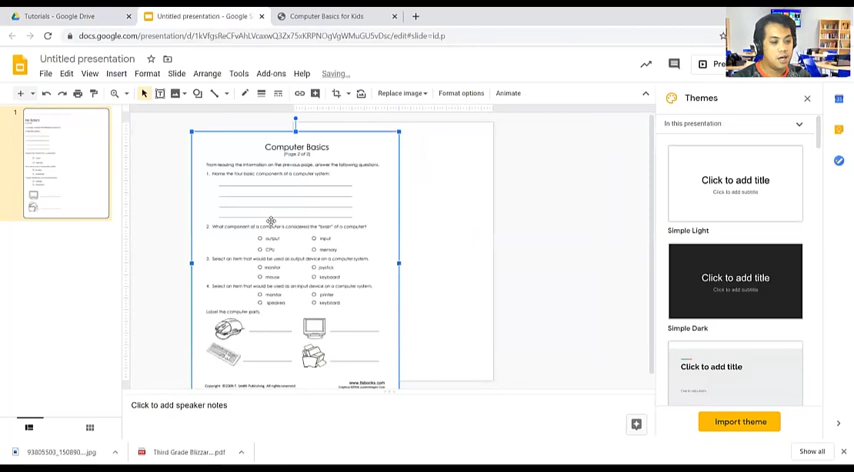 Tutorials - Google Drive
Untitled presentation - Google S
Computer Basics for Kids
docs.google.com/presentation/d/1kVfgsReCFvAhLVcaxwQ3Zx75xKRPNOgVgWMuGU5vDsc/edit#slide=id.p
Untitled presentation
File Edit View Insert Format Slide Arrange Tools Add-ons Help Saving...
Replace image Format options Animate
1
Themes
In this presentation
Click to add title
Click to add subtitle
Simple Light
Click to add title
Click to add subtitle
Simple Dark
Click to add title
Import theme
Computer Basics
(Page 2 of 2)
From reading the information on the previous page, answer the following questions.
1. Name the four basic components of a computer system:
2. What component of a computer is considered the "brain" of a computer?
output input
CPU memory
3. Select an item that would be used as output device on a computer system.
monitor joystick
mouse keyboard
4. Select an item that would be used as an input device on a computer system.
monitor printer
speakers keyboard
Label the computer parts.
Click to add speaker notes
93805503_150890....jpg
Third Grade Blizzar...pdf
Show all